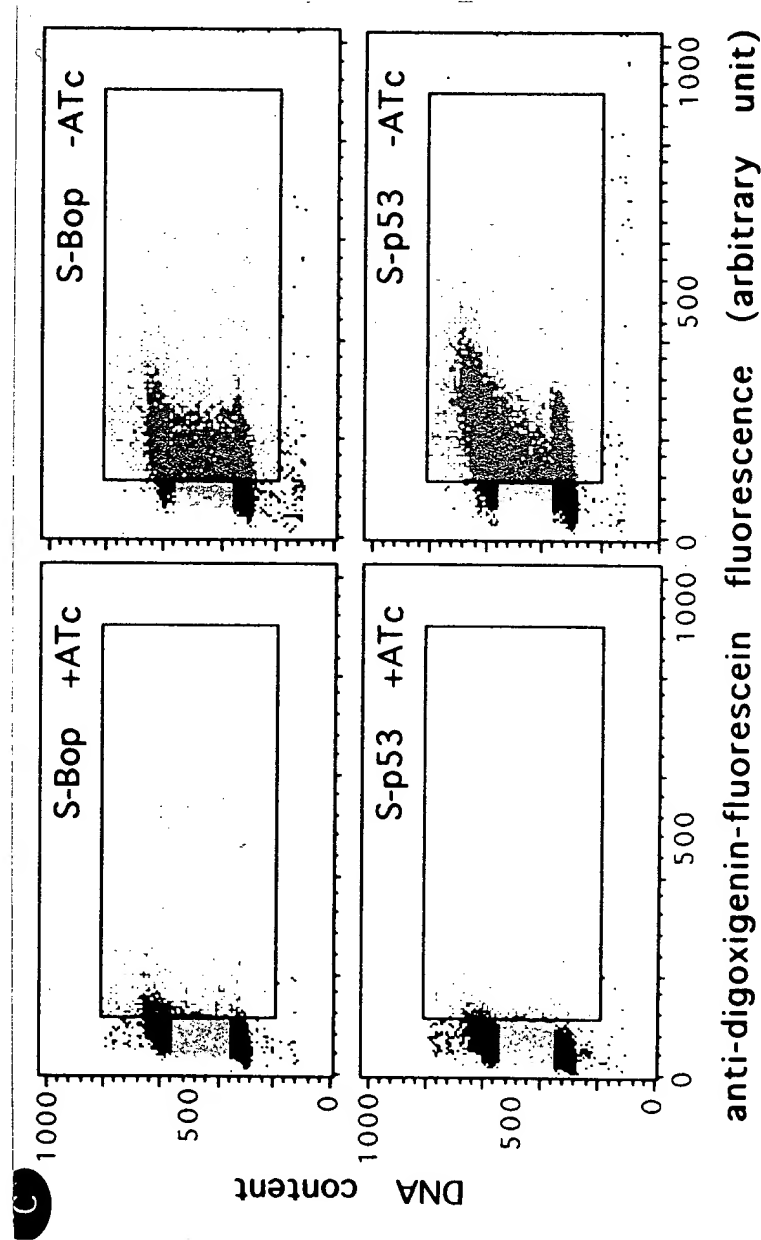 C
DNA content
1000
500
0
S-Bop +ATc
S-Bop -ATc
1000
500
0
S-p53 +ATc
S-p53 -ATc
0 500 1000 0 500 1000
anti-digoxigenin-fluorescein fluorescence (arbitrary unit)